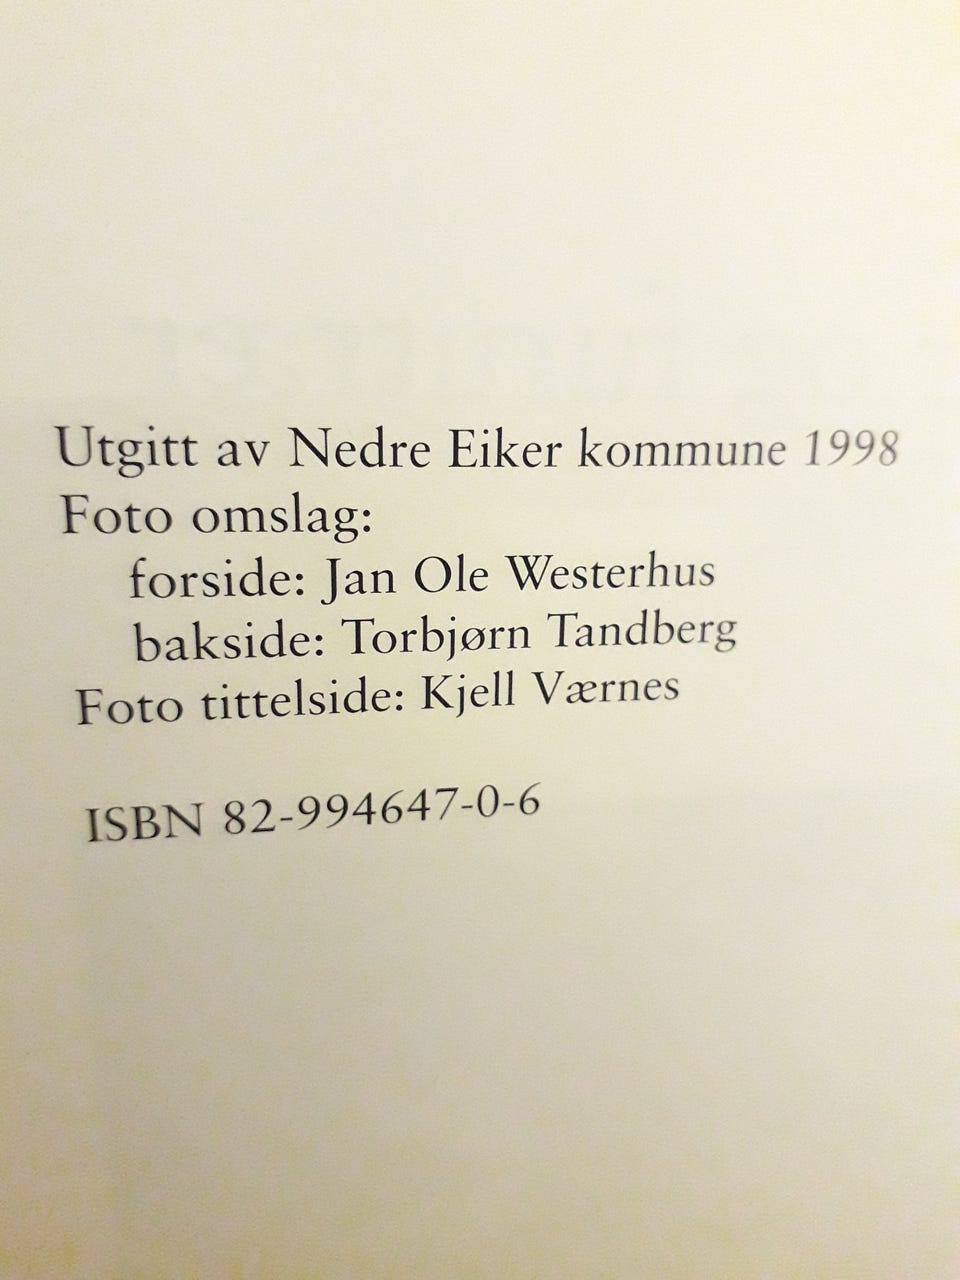 Utgitt av Nedre Eiker kommune 1998
Foto omslag:
forside: Jan Ole Westerhus
bakside: Torbjørn Tandberg
Foto tittelside: Kjell Værnes
ISBN 82-994647-0-6